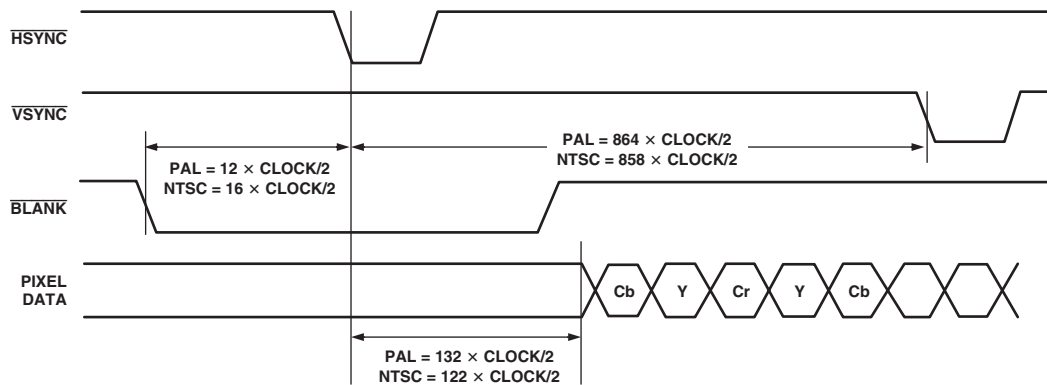 HSYNC
VSYNC
PAL = 864 × CLOCK/2
NTSC = 858 × CLOCK/2
PAL = 12 × CLOCK/2
NTSC = 16 × CLOCK/2
BLANK
PIXEL
DATA
Cb Y Cr Y Cb
PAL = 132 × CLOCK/2
NTSC = 122 × CLOCK/2